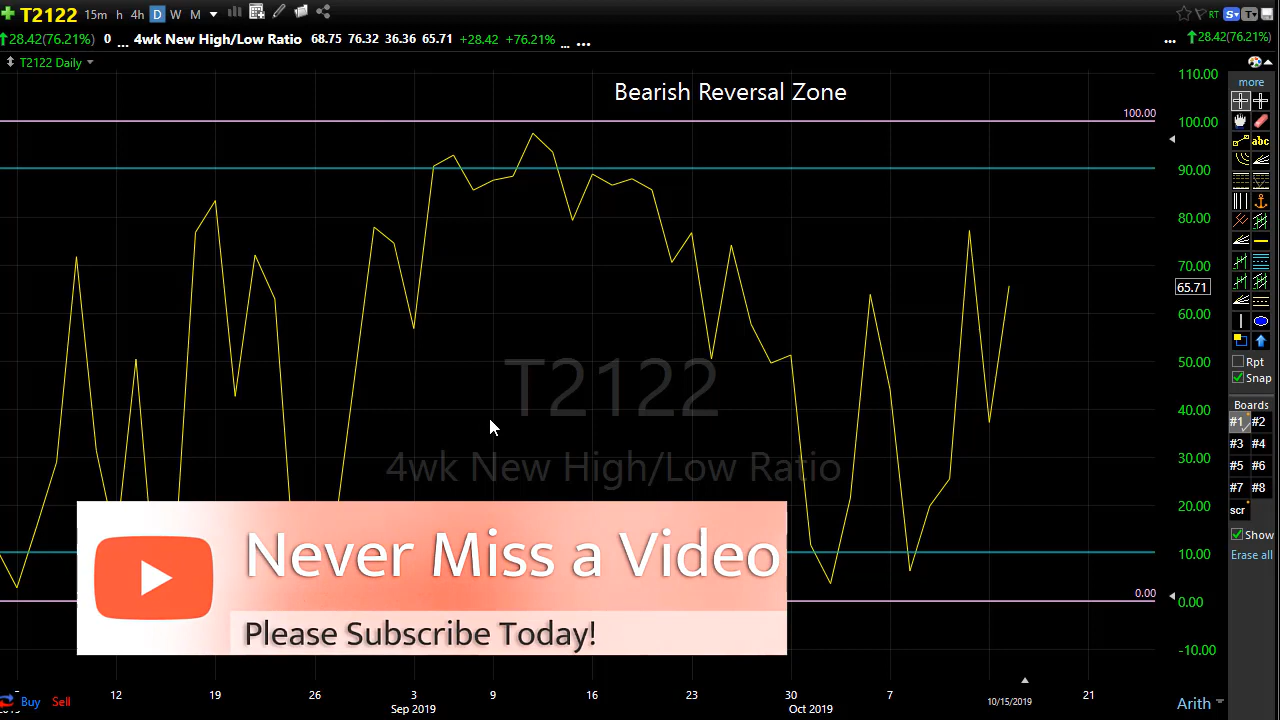 T2122 15m h 4h D W M RT S T
28.42(76.21%) 0 ... 4wk New High/Low Ratio 68.75 76.32 36.36 65.71 +28.42 +76.21% ... ... ... 28.42(76.21%)
T2122 Daily
more
Bearish Reversal Zone
110.00
100.00
100.00
90.00
80.00
70.00
65.71
60.00
50.00
40.00
30.00
20.00
10.00
0.00
0.00
-10.00
abc
Rpt
Snap
Boards
#1 #2
#3 #4
#5 #6
#7 #8
scr
Show
Erase all
T2122
4wk New High/Low Ratio
Never Miss a Video
Please Subscribe Today!
12 19 26 3 9 16 23 30 7 21
Buy Sell
Sep 2019 Oct 2019 10/15/2019
Arith